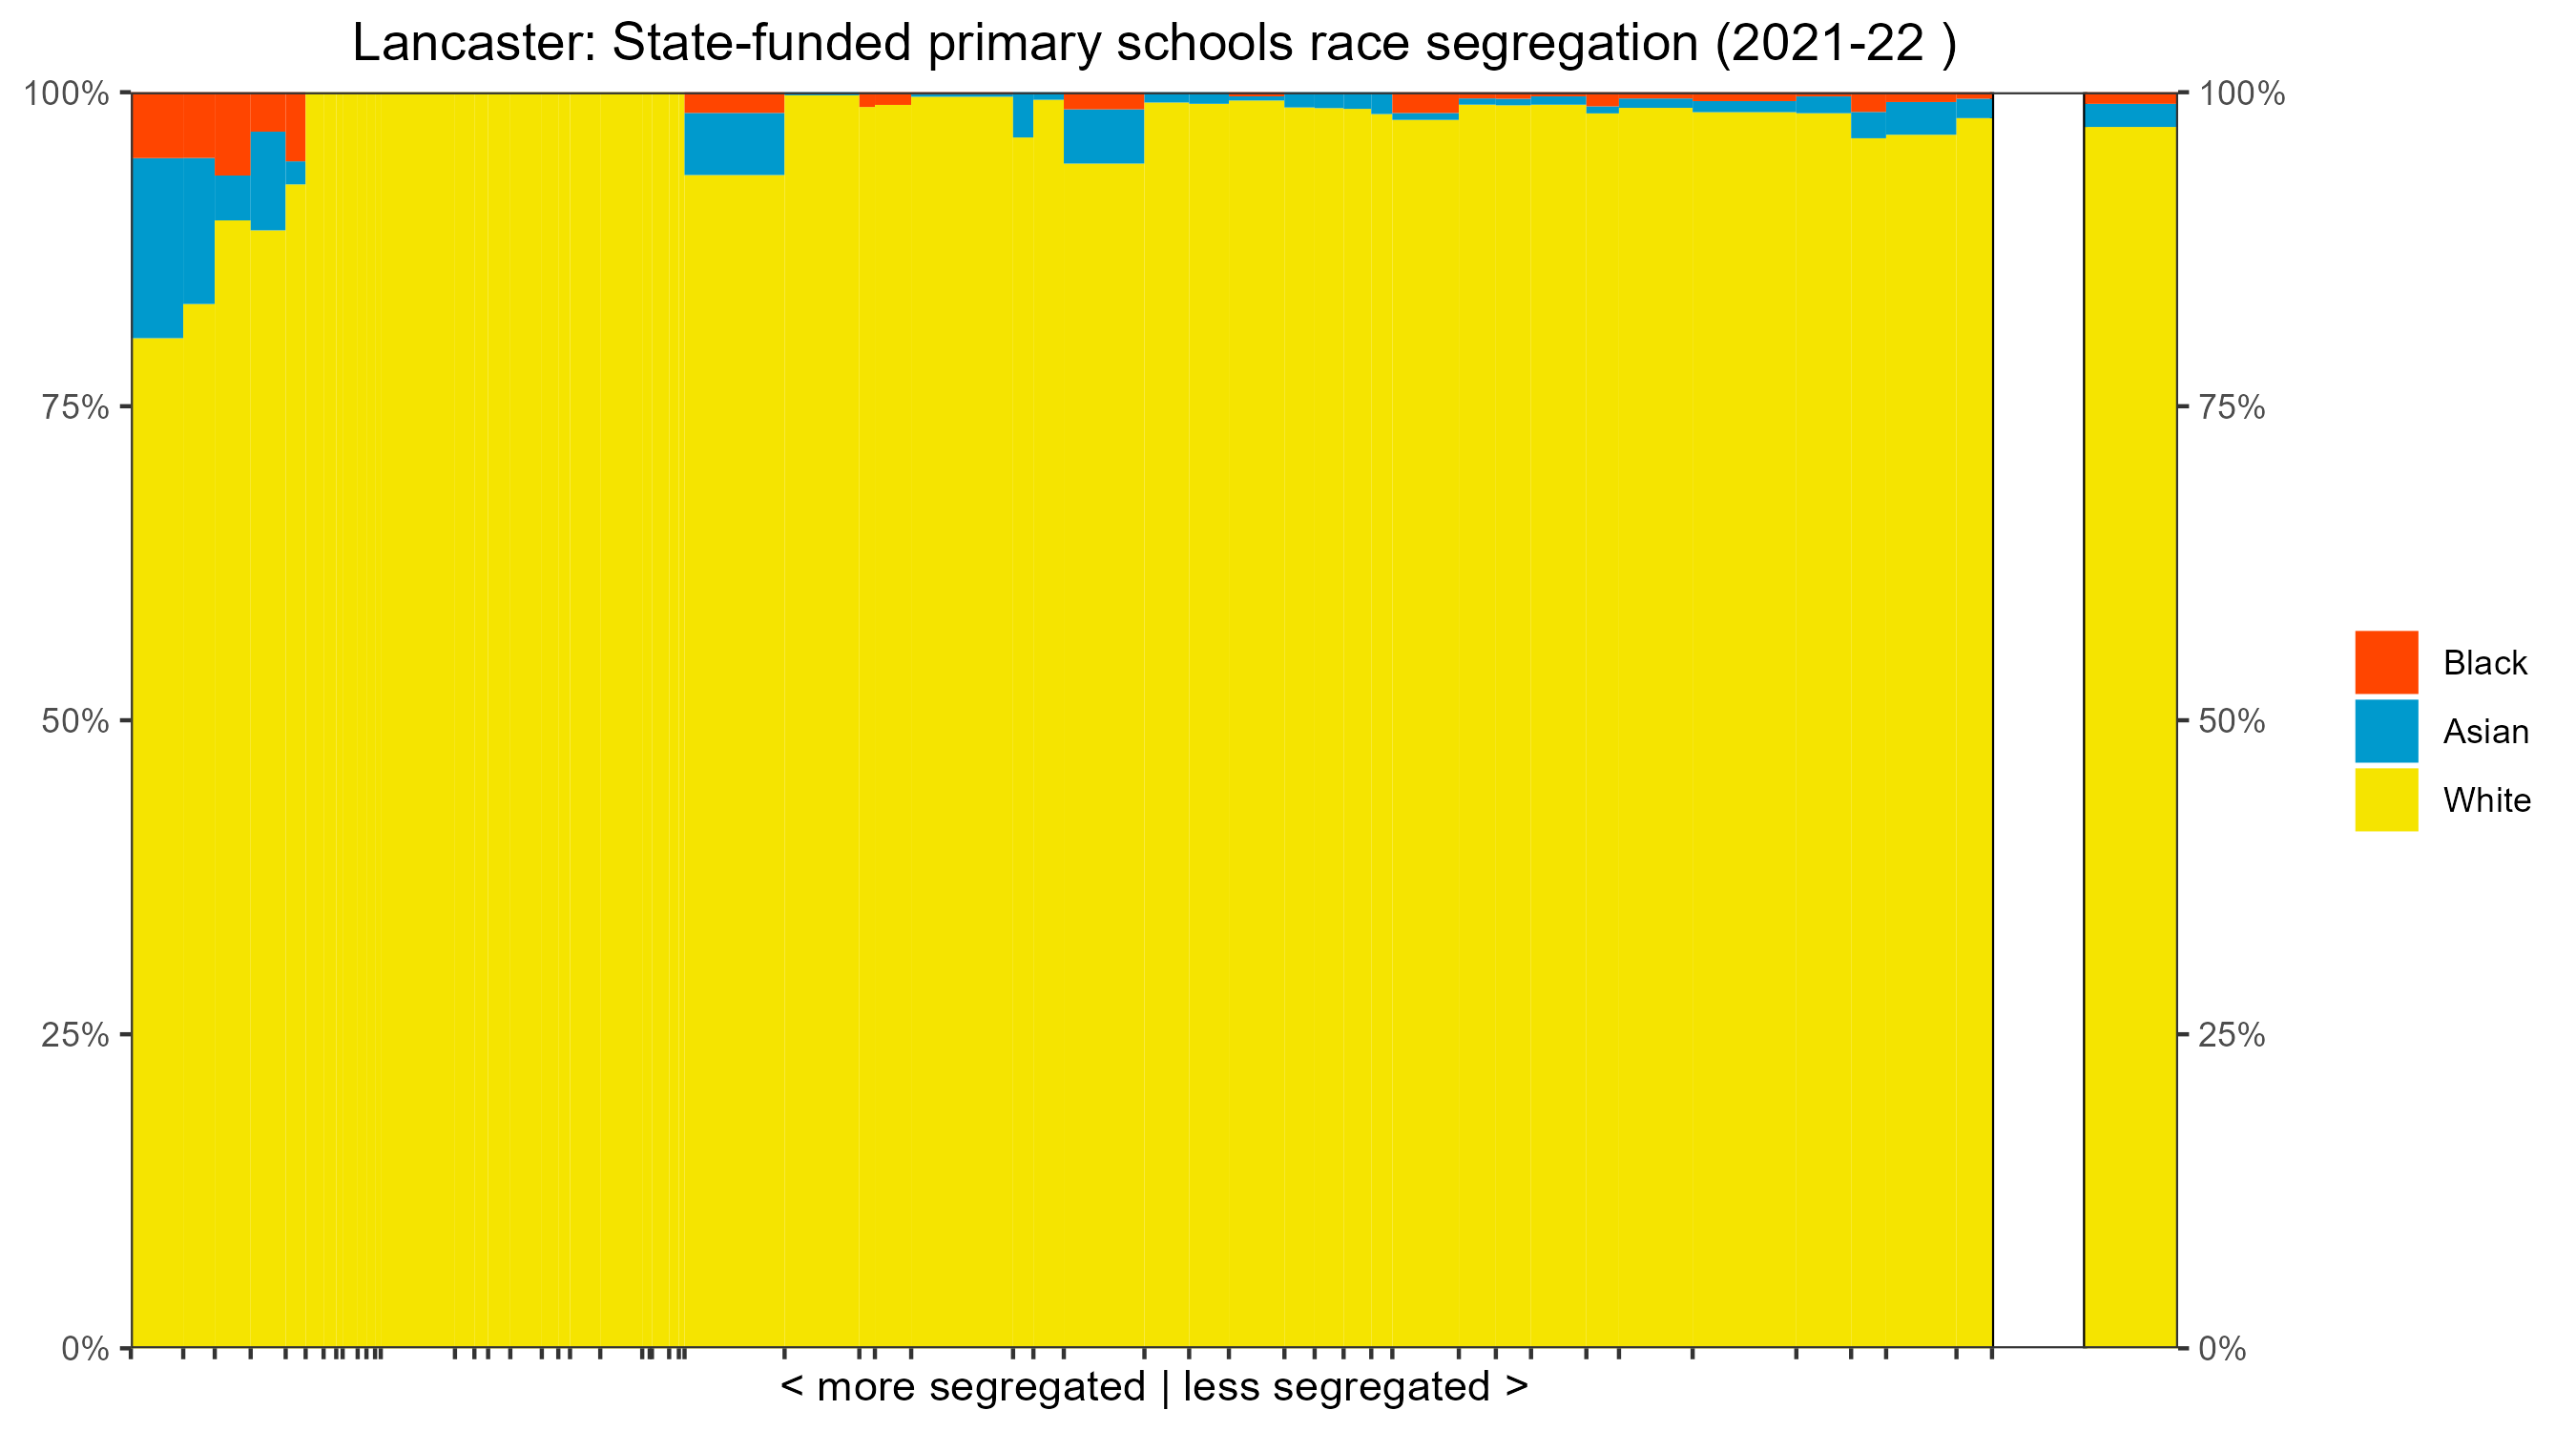 Lancaster: State-funded primary schools race segregation (2021-22 )
100%
75%
50%
25%
0%
100%
75%
50%
25%
0%
Black
Asian
White
< more segregated | less segregated >